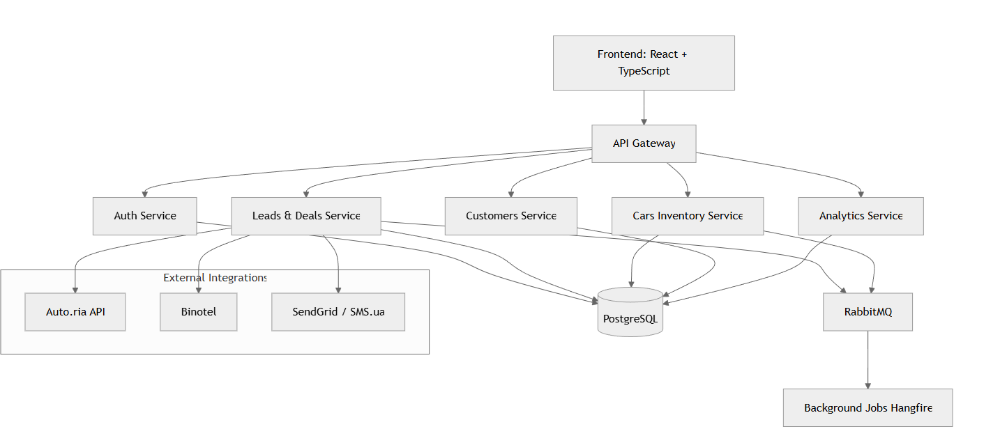 Frontend: React +
TypeScript
API Gateway
Auth Service
Leads & Deals Service
Customers Service
Cars Inventory Service
Analytics Service
External Integrations
Auto.ria API
Binotel
SendGrid / SMS.ua
PostgreSQL
RabbitMQ
Background Jobs Hangfire